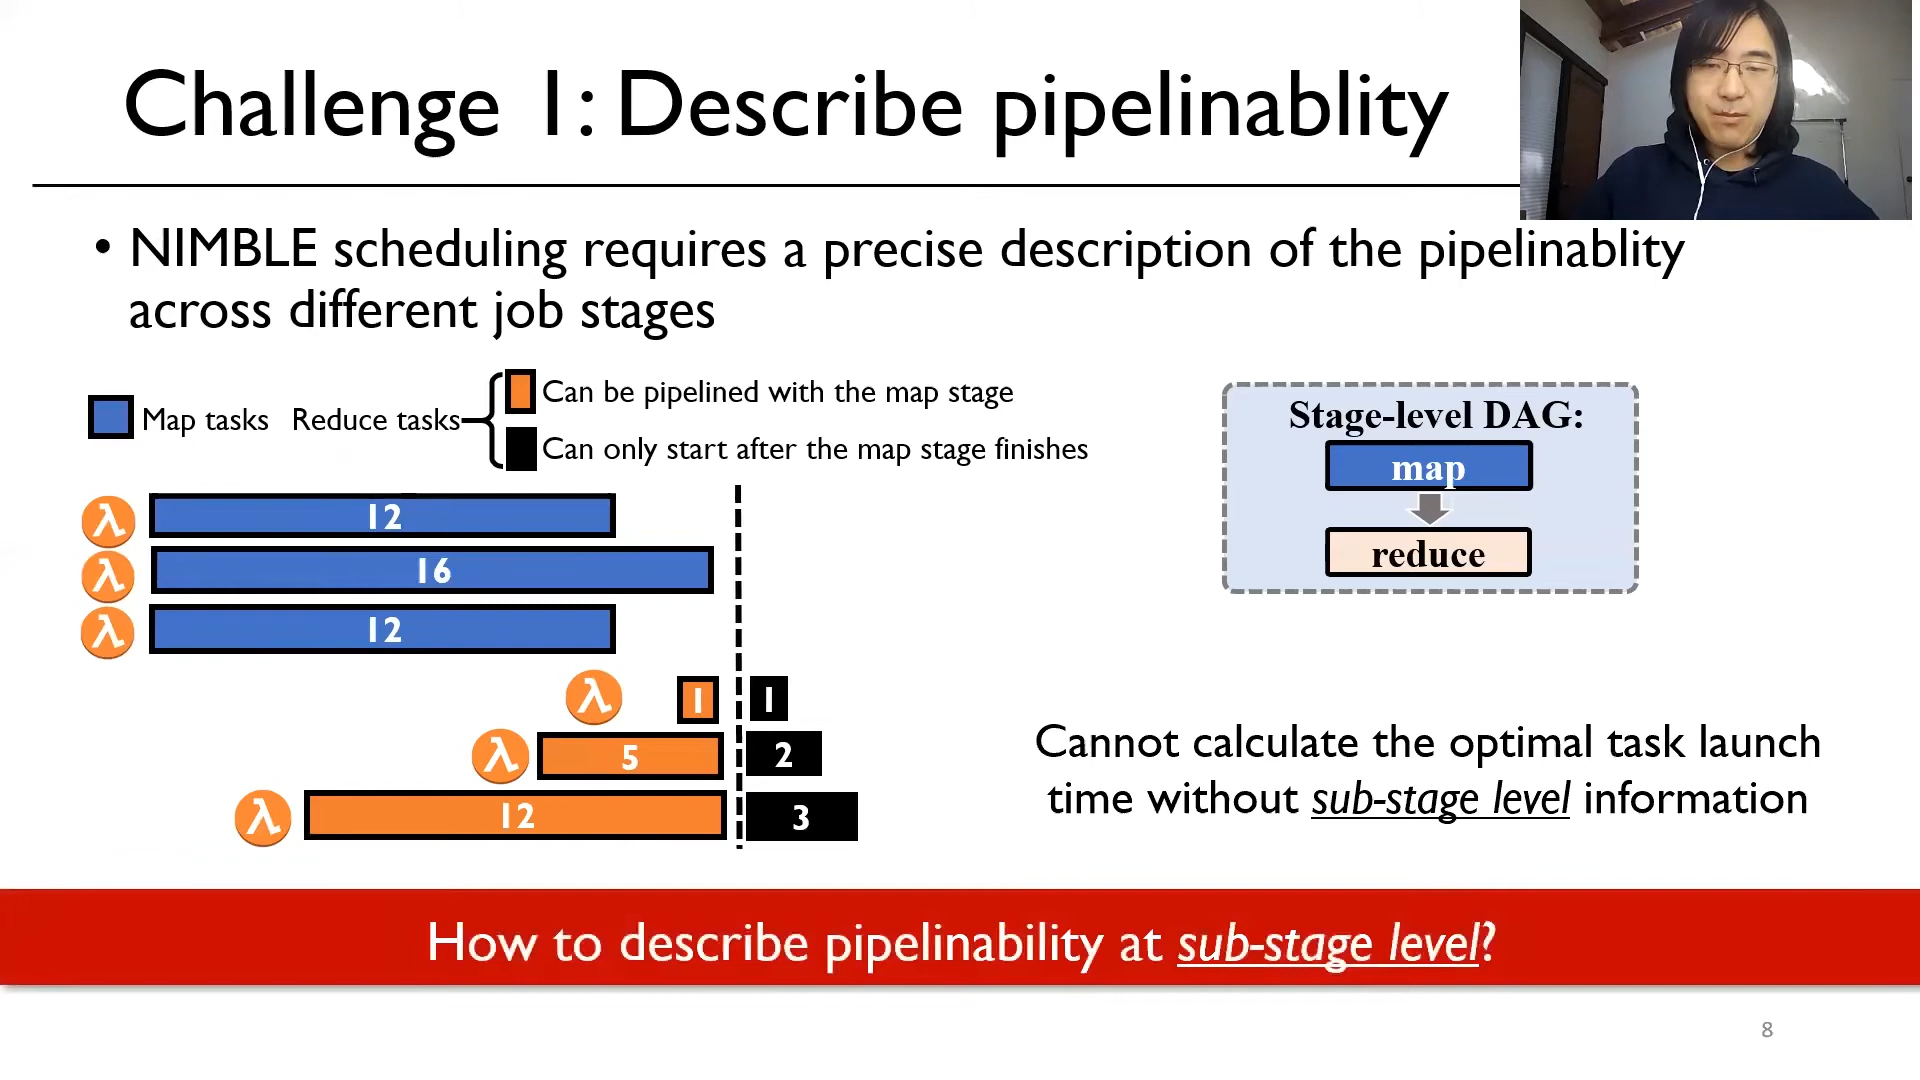 Challenge 1: Describe pipelinablity
• NIMBLE scheduling requires a precise description of the pipelinablity
across different job stages
Map tasks Reduce tasks
Can be pipelined with the map stage
Can only start after the map stage finishes
Stage-level DAG:
map
reduce
λ 12
λ 16
λ 12
λ 1 1
λ 5 2
λ 12 3
Cannot calculate the optimal task launch
time without sub-stage level information
How to describe pipelinability at sub-stage level?
8